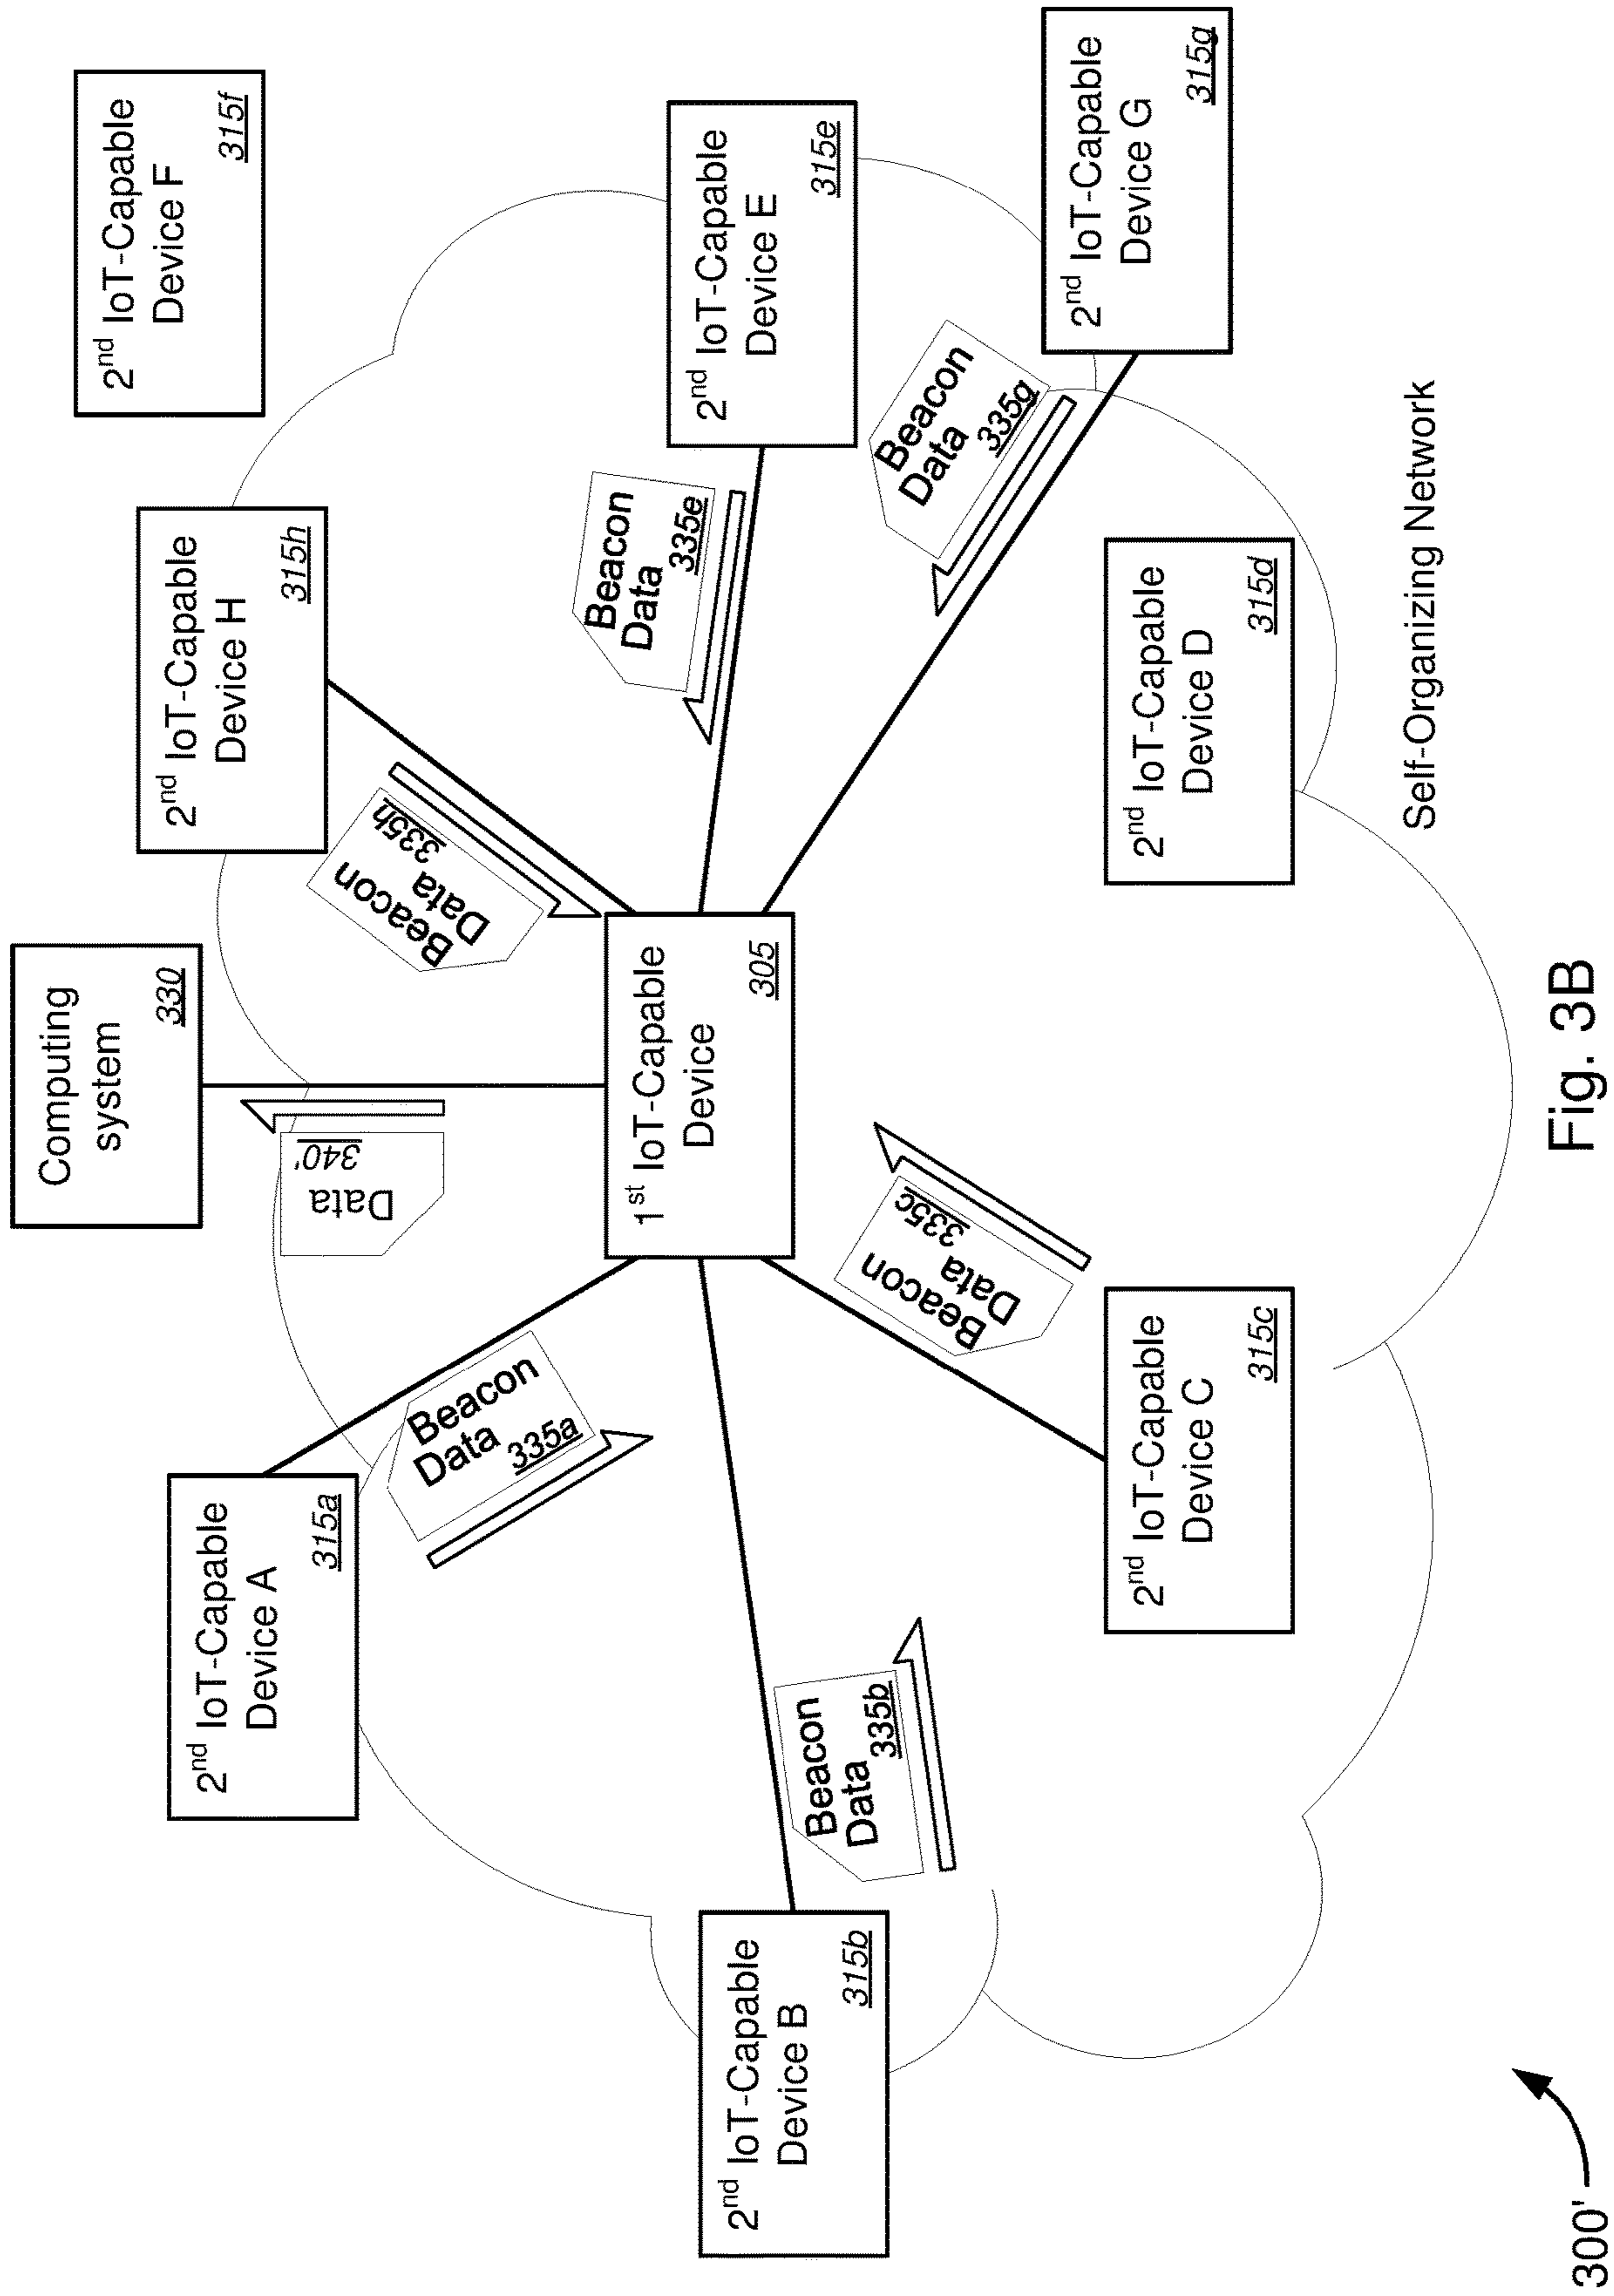 Computing
system
330
2nd IoT-Capable
Device A
315a
2nd IoT-Capable
Device H
315h
2nd IoT-Capable
Device F
315f
Data
340'
Beacon
Data
335a
Beacon
Data
335h
Beacon
Data
335e
2nd IoT-Capable
Device B
315b
1st IoT-Capable
Device
305
2nd IoT-Capable
Device E
315e
Beacon
Data
335b
Beacon
Data
335c
Beacon
Data
335g
2nd IoT-Capable
Device C
315c
2nd IoT-Capable
Device D
315d
2nd IoT-Capable
Device G
315g
Self-Organizing Network
300'
Fig. 3B